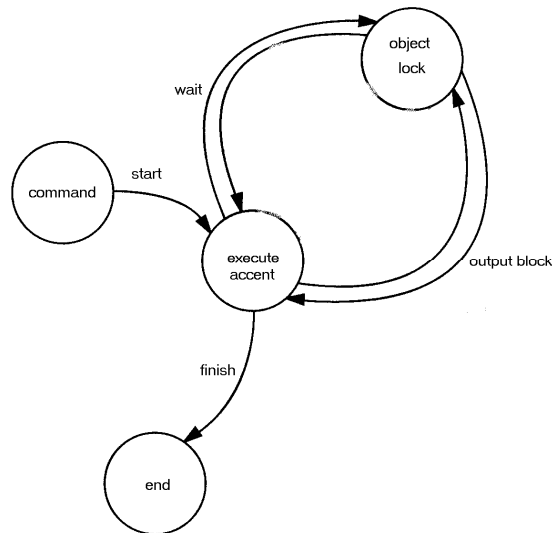 object
lock
wait
start
command
execute
accent
output block
finish
end